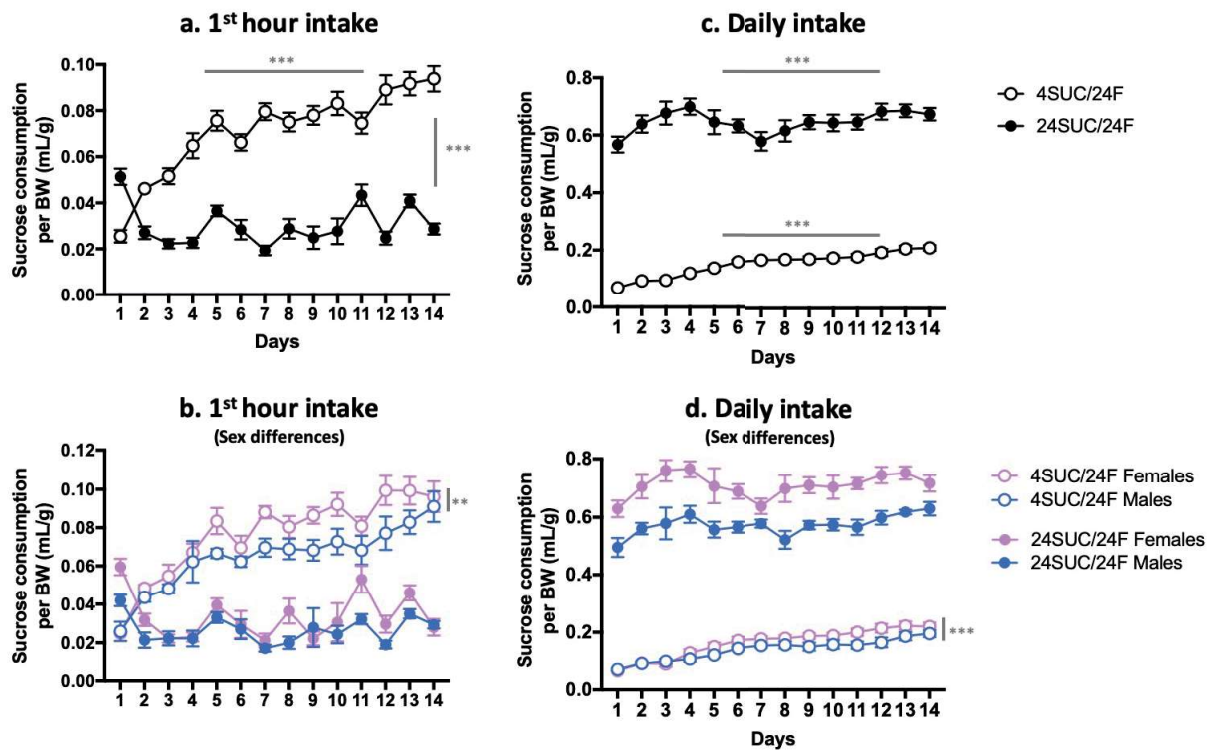 a. 1st hour intake
***
0.10
0.08
0.06
0.04
0.02
0.00
Sucrose consumption
per BW (mL/g)
***
1 2 3 4 5 6 7 8 9 10 11 12 13 14
Days
c. Daily intake
***
0.8
0.6
0.4
0.2
0.0
Sucrose consumption
per BW (mL/g)
***
1 2 3 4 5 6 7 8 9 10 11 12 13 14
Days
4SUC/24F
24SUC/24F
b. 1st hour intake
(Sex differences)
0.12
0.10
0.08
0.06
0.04
0.02
0.00
Sucrose consumption
per BW (mL/g)
**
1 2 3 4 5 6 7 8 9 10 11 12 13 14
Days
d. Daily intake
(Sex differences)
0.8
0.6
0.4
0.2
0.0
Sucrose consumption
per BW (mL/g)
***
1 2 3 4 5 6 7 8 9 10 11 12 13 14
Days
4SUC/24F Females
4SUC/24F Males
24SUC/24F Females
24SUC/24F Males